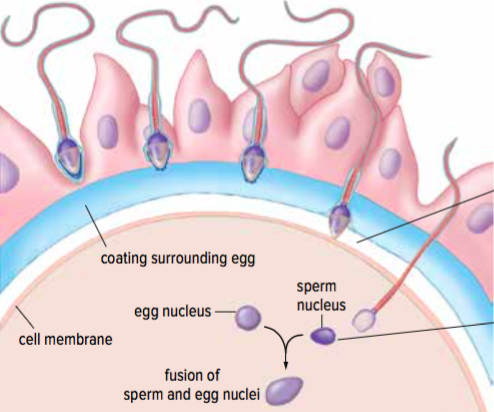 coating surrounding egg
sperm
nucleus
egg nucleus
cell membrane
fusion of
sperm and egg nuclei